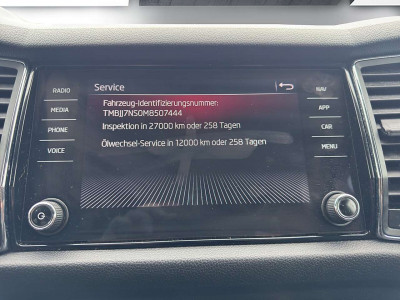 Service
RADIO
MEDIA
PHONE
VOICE
Fahrzeug-Identifizierungsnummer:
TMBJJ7NS0M8507444
Inspektion in 27000 km oder 258 Tagen
Ölwechsel-Service in 12000 km oder 258 Tagen
NAV
APP
CAR
MENU